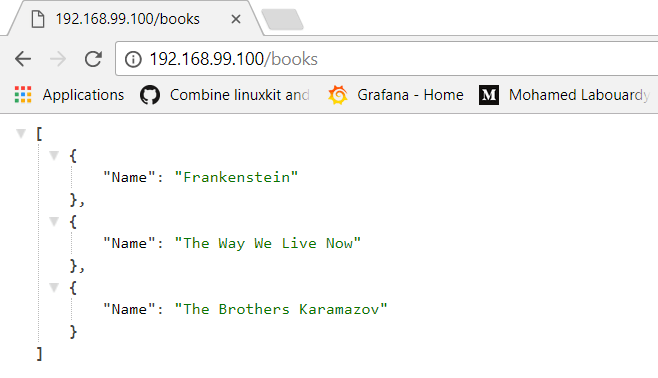 192.168.99.100/books
192.168.99.100/books
Applications Combine linuxkit and Grafana - Home Mohamed Labouardy
[
{
"Name": "Frankenstein"
},
{
"Name": "The Way We Live Now"
},
{
"Name": "The Brothers Karamazov"
}
]